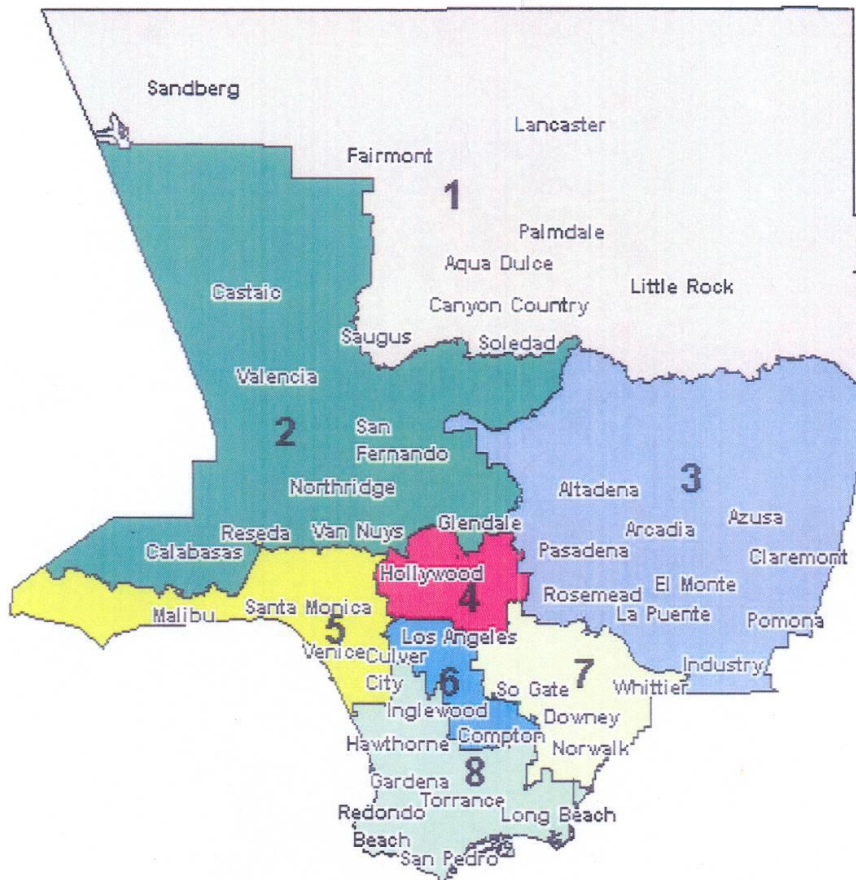 Sandberg
Lancaster
Fairmont
1
Palmdale
Aqua Dulce
Little Rock
Castaic
Canyon Country
Saugus
Soledad
Valencia
2
San
Fernando
3
Northridge
Altadena
Azusa
Reseda
Van Nuys
Glendale
Arcadia
Calabasas
Pasadena
Claremont
Hollywood
4
Rosemead
El Monte
Malibu
Santa Monica
La Puente
Pomona
5
Los Angeles
Venice
Culver
City
6
7
Industry
So Gate
Whittier
Inglewood
Downey
Compton
Hawthorne
Norwalk
8
Gardena
Torrance
Redondo
Beach
Long Beach
San Pedro